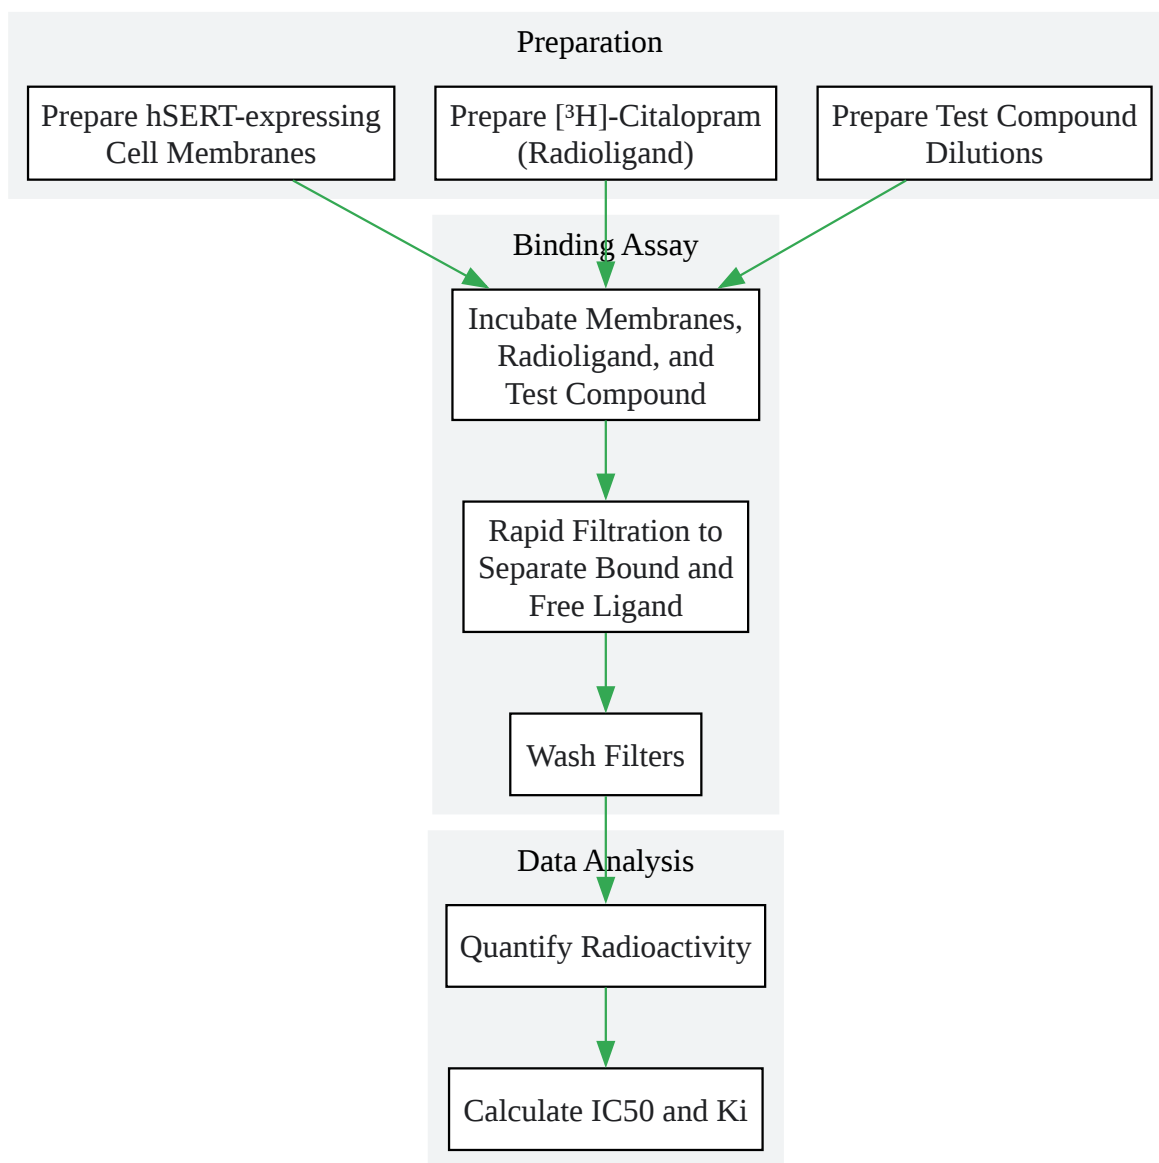 Preparation
Prepare hSERT-expressing
Cell Membranes
Prepare [³H]-Citalopram
(Radioligand)
Prepare Test Compound
Dilutions
Binding Assay
Incubate Membranes,
Radioligand, and
Test Compound
Rapid Filtration to
Separate Bound and
Free Ligand
Wash Filters
Data Analysis
Quantify Radioactivity
Calculate IC50 and Ki